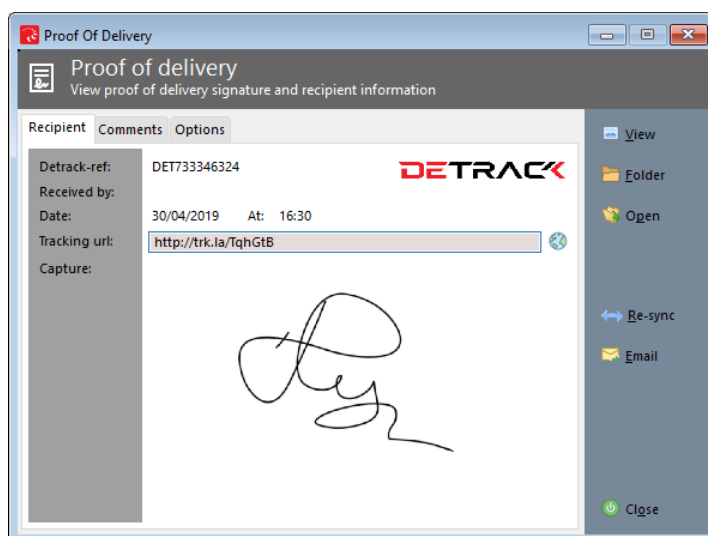 Proof Of Delivery
Proof of delivery
View proof of delivery signature and recipient information
Recipient Comments Options
Detrack-ref: DET733346324
DETRACK
Received by:
Date: 30/04/2019 At: 16:30
Tracking url: http://trk.la/TqhGtB
Capture:
View
Folder
Open
Re-sync
Email
Close